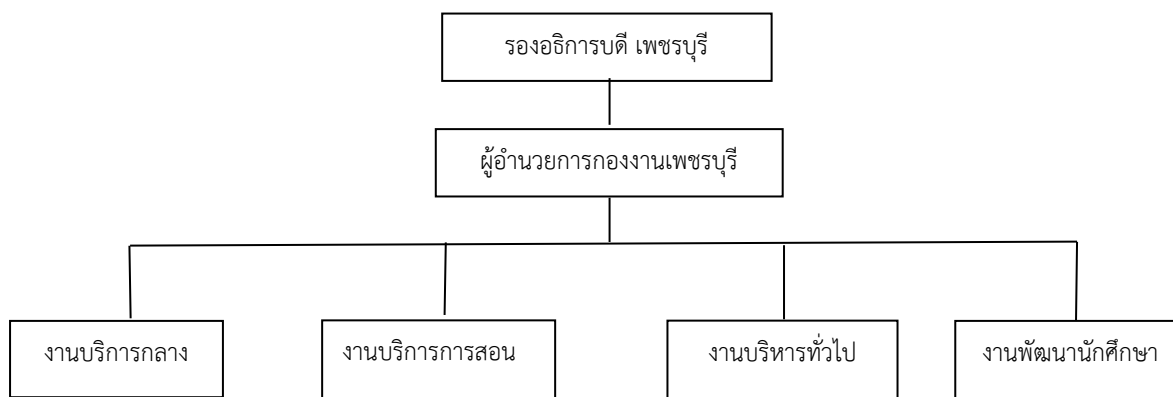 รองอธิการบดี เพชรบุรี
ผู้อำนวยการกองงานเพชรบุรี
งานบริการกลาง
งานบริการการสอน
งานบริหารทั่วไป
งานพัฒนานักศึกษา